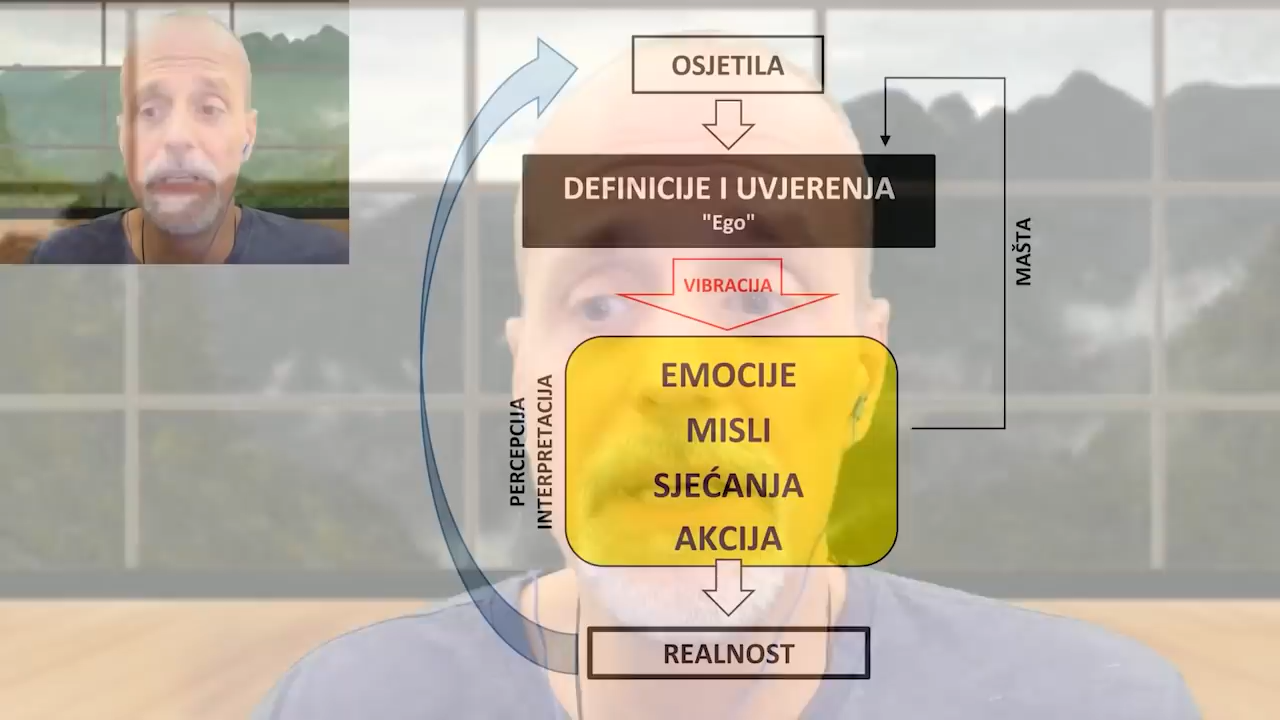 OSJETILA
DEFINICIJE I UVJERENJA
"Ego"
VIBRACIJA
MAŠTA
EMOCIJE
MISLI
SJEĆANJA
AKCIJA
PERCEPCIJA
INTERPRETACIJA
REALNOST